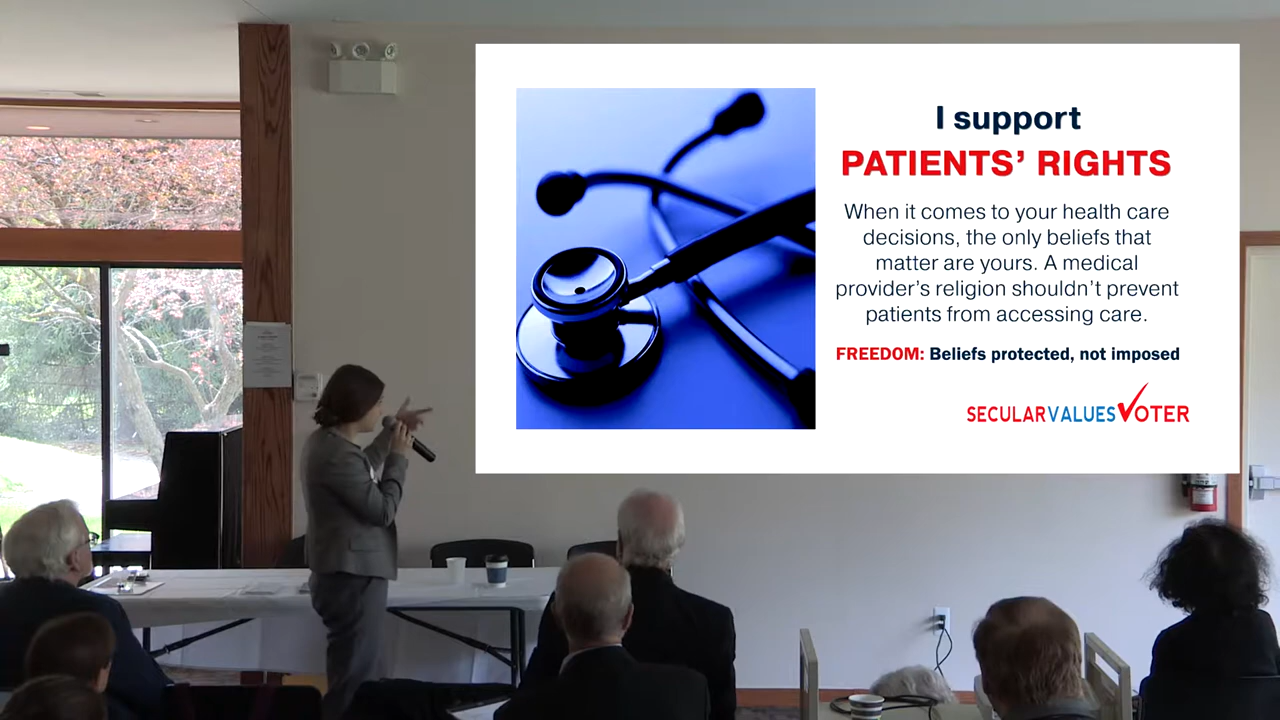 I support
PATIENTS’ RIGHTS
When it comes to your health care
decisions, the only beliefs that
matter are yours. A medical
provider’s religion shouldn’t prevent
patients from accessing care.
FREEDOM: Beliefs protected, not imposed
SECULARVALUESVOTER